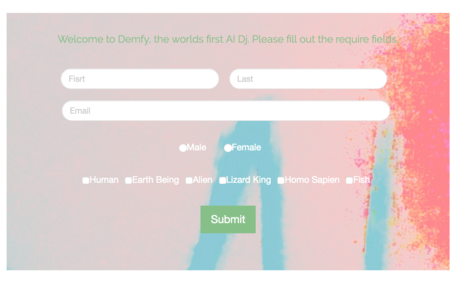 Welcome to Demfy, the worlds first AI Dj. Please fill out the require fields.
Fisrt Last
Email
Male Female
Human Earth Being Alien Lizard King Homo Sapien Fish
Submit